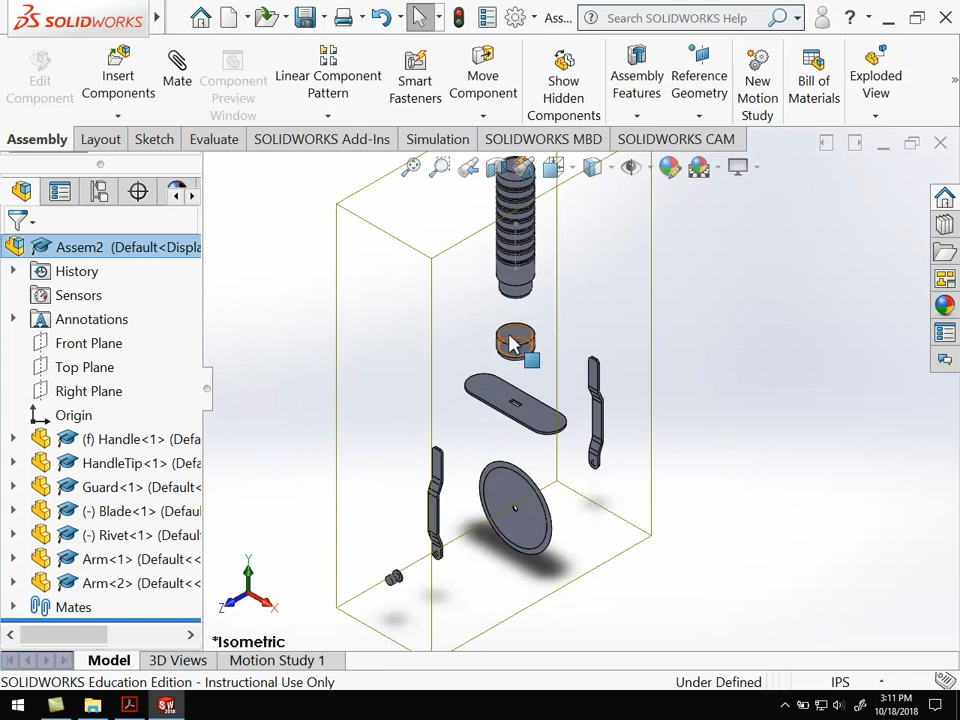 SOLIDWORKS
Ass...
Search SOLIDWORKS Help
?
Edit Component
Insert Components
Mate
Component Preview Window
Linear Component Pattern
Smart Fasteners
Move Component
Show Hidden Components
Assembly Features
Reference Geometry
New Motion Study
Bill of Materials
Exploded View
»
Assembly
Layout
Sketch
Evaluate
SOLIDWORKS Add-Ins
Simulation
SOLIDWORKS MBD
SOLIDWORKS CAM
Assem2 (Default<Displa
History
Sensors
Annotations
Front Plane
Top Plane
Right Plane
Origin
(f) Handle<1> (Defa
HandleTip<1> (Defa
Guard<1> (Default<
(-) Blade<1> (Defaul
(-) Rivet<1> (Defaul
Arm<1> (Default<<
Arm<2> (Default<<
Mates
Y
Z
X
*Isometric
Model
3D Views
Motion Study 1
SOLIDWORKS Education Edition - Instructional Use Only
Under Defined
IPS
3:11 PM
10/18/2018